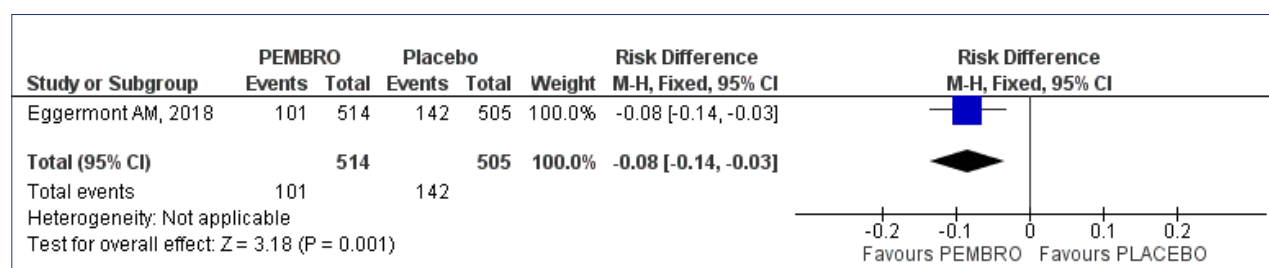 PEMBRO Placebo Risk Difference Risk Difference
Study or Subgroup Events Total Events Total Weight M-H, Fixed, 95% CI M-H, Fixed, 95% CI
Eggermont AM, 2018 101 514 142 505 100.0% -0.08 [-0.14, -0.03]
Total (95% CI) 514 505 100.0% -0.08 [-0.14, -0.03]
Total events 101 142
Heterogeneity: Not applicable
Test for overall effect: Z = 3.18 (P = 0.001)
-0.2 -0.1 0 0.1 0.2
Favours PEMBRO Favours PLACEBO